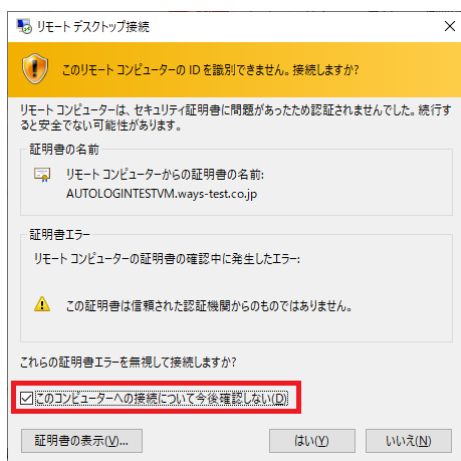 リモート デスクトップ接続
このリモート コンピューターの ID を識別できません。接続しますか?
リモート コンピューターは、セキュリティ証明書に問題があったため認証されませんでした。続行す
ると安全でない可能性があります。
証明書の名前
リモート コンピューターからの証明書の名前:
AUTOLOGINTESTVM.ways-test.co.jp
証明書エラー
リモート コンピューターの証明書の確認中に発生したエラー:
この証明書は信頼された認証機関からのものではありません。
これらの証明書エラーを無視して接続しますか?
このコンピューターへの接続について今後確認しない(D)
証明書の表示(V)... はい(Y) いいえ(N)